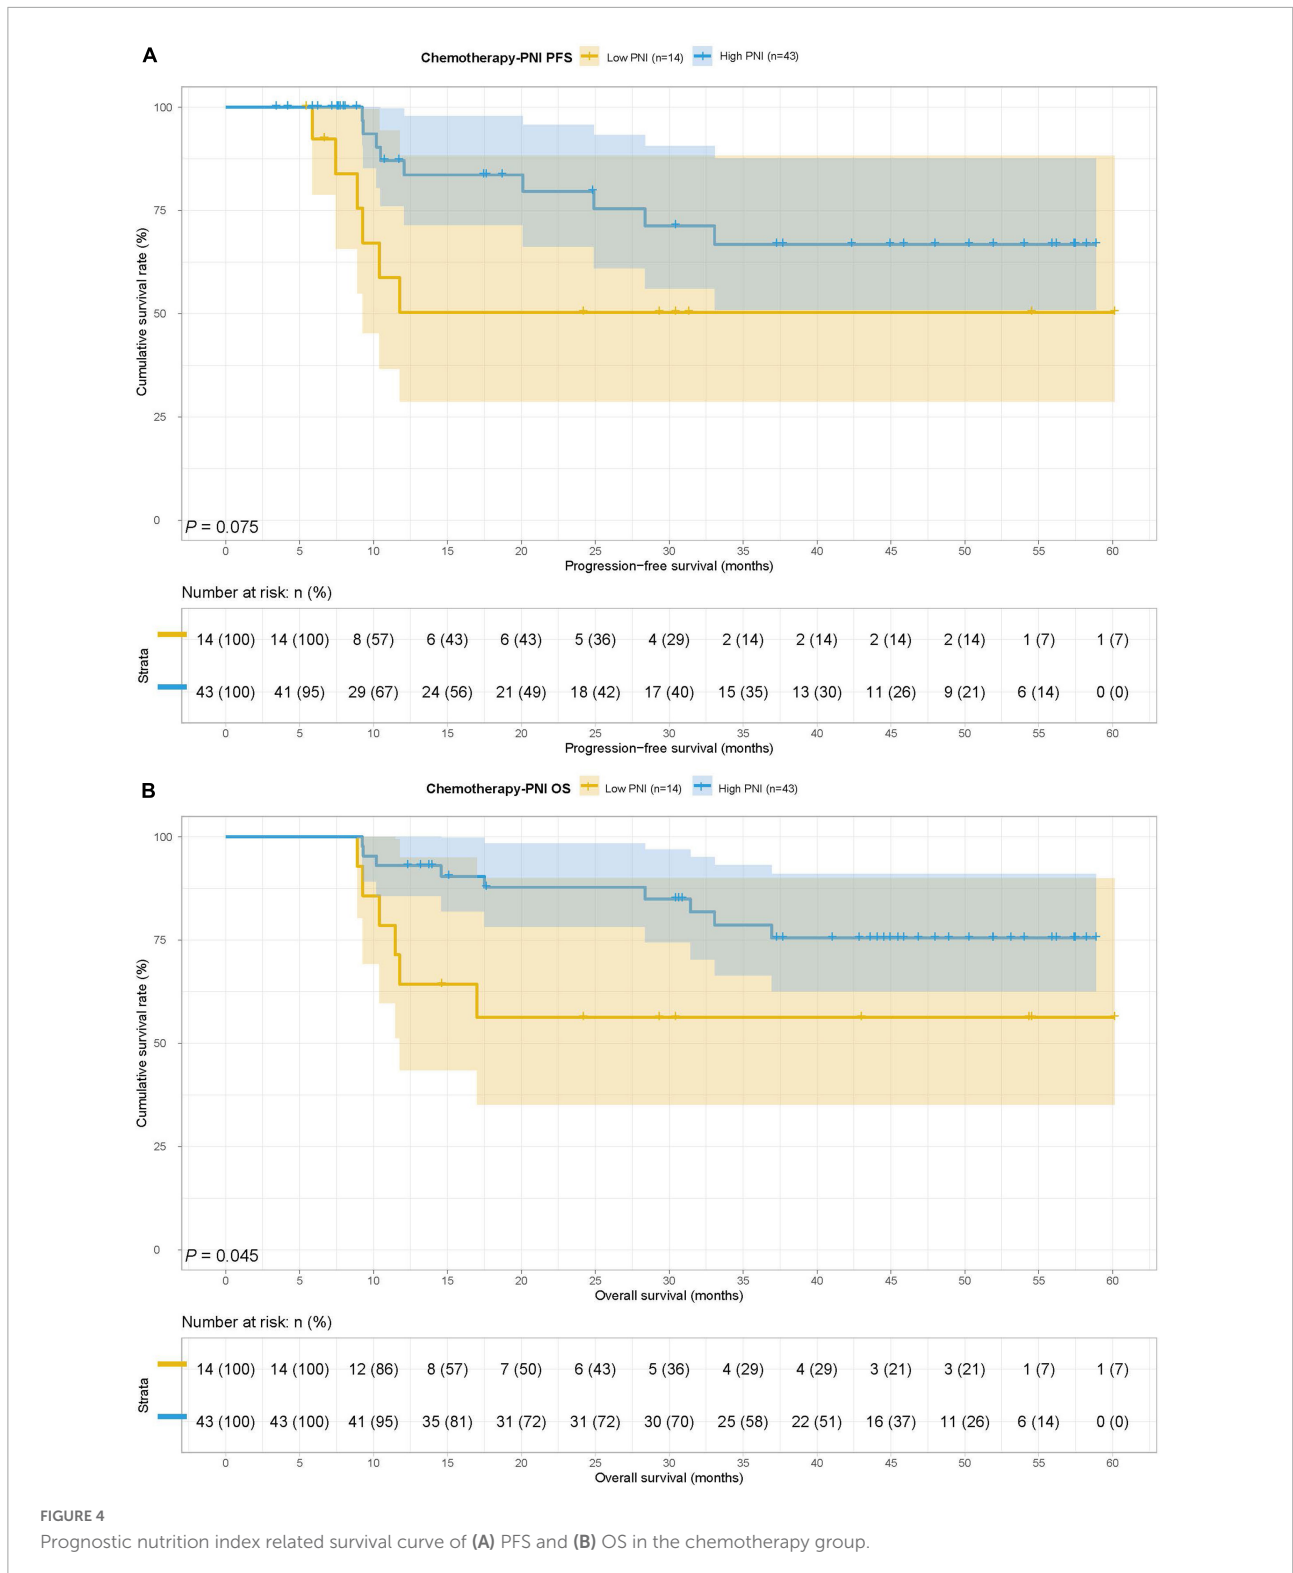 A
Chemotherapy-PNI PFS Low PNI (n=14) High PNI (n=43)
100
75
50
25
0
Cumulative survival rate (%)
P = 0.075
0 5 10 15 20 25 30 35 40 45 50 55 60
Progression-free survival (months)
Number at risk: n (%)
Strata
14 (100) 14 (100) 8 (57) 6 (43) 6 (43) 5 (36) 4 (29) 2 (14) 2 (14) 2 (14) 2 (14) 1 (7) 1 (7)
43 (100) 41 (95) 29 (67) 24 (56) 21 (49) 18 (42) 17 (40) 15 (35) 13 (30) 11 (26) 9 (21) 6 (14) 0 (0)
0 5 10 15 20 25 30 35 40 45 50 55 60
Progression-free survival (months)
B
Chemotherapy-PNI OS Low PNI (n=14) High PNI (n=43)
100
75
50
25
0
Cumulative survival rate (%)
P = 0.045
0 5 10 15 20 25 30 35 40 45 50 55 60
Overall survival (months)
Number at risk: n (%)
Strata
14 (100) 14 (100) 12 (86) 8 (57) 7 (50) 6 (43) 5 (36) 4 (29) 4 (29) 3 (21) 3 (21) 1 (7) 1 (7)
43 (100) 43 (100) 41 (95) 35 (81) 31 (72) 31 (72) 30 (70) 25 (58) 22 (51) 16 (37) 11 (26) 6 (14) 0 (0)
0 5 10 15 20 25 30 35 40 45 50 55 60
Overall survival (months)
FIGURE 4
Prognostic nutrition index related survival curve of (A) PFS and (B) OS in the chemotherapy group.